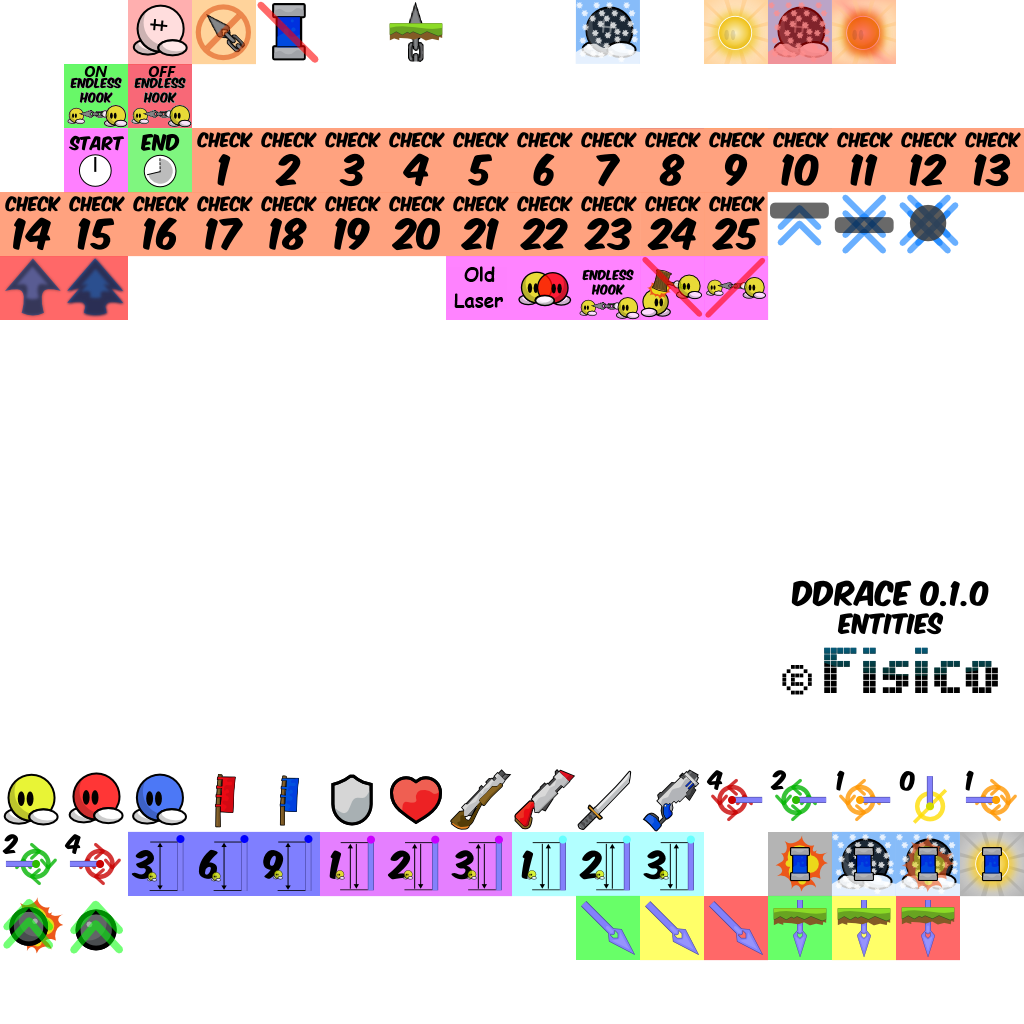 ON OFF
ENDLESS ENDLESS
HOOK HOOK
START END CHECK CHECK CHECK CHECK CHECK CHECK CHECK CHECK CHECK CHECK CHECK CHECK CHECK
1 2 3 4 5 6 7 8 9 10 11 12 13
CHECK CHECK CHECK CHECK CHECK CHECK CHECK CHECK CHECK CHECK CHECK CHECK
14 15 16 17 18 19 20 21 22 23 24 25
Old ENDLESS
Laser HOOK
DDRACE 0.1.0
ENTITIES
© Fisico
4 2 1 0 1
2 4 3 6 9 1 2 3 1 2 3